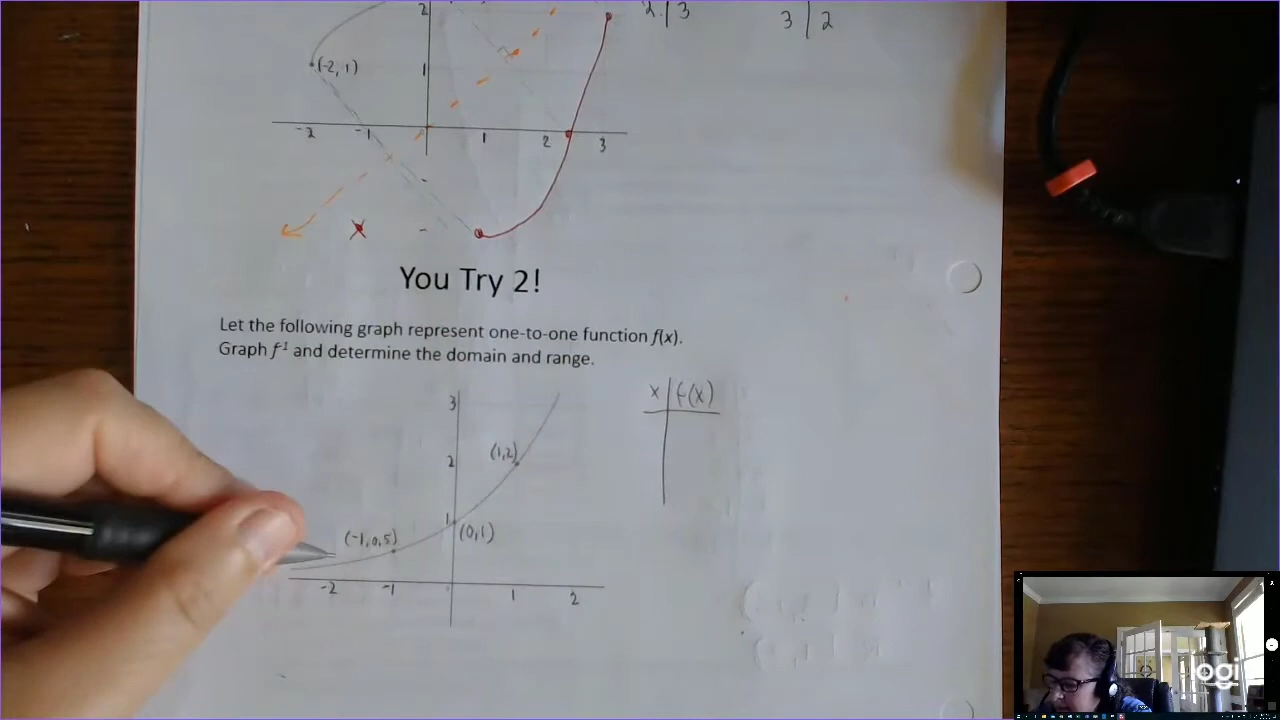 2
2 | 3
3 | 2
(-2, 1)
1
-2 -1 1 2 3
You Try 2!
Let the following graph represent one-to-one function f(x).
Graph f⁻¹ and determine the domain and range.
3
x | f(x)
2
(1,2)
1
(0,1)
(-1,0.5)
-2 -1 1 2
ogi